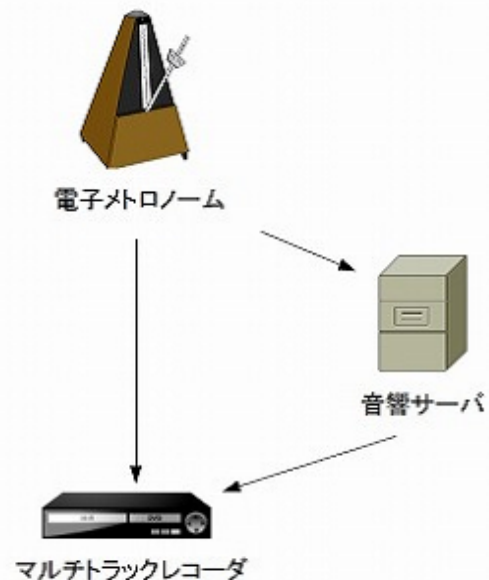 電子メトロノーム
音響サーバ
マルチトラックレコーダ